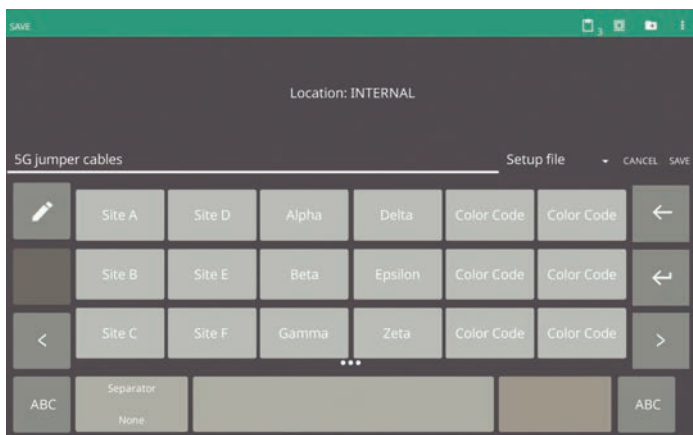 SAVE 3
Location: INTERNAL
5G jumper cables Setup file CANCEL SAVE
Site A Site D Alpha Delta Color Code Color Code
Site B Site E Beta Epsilon Color Code Color Code
Site C Site F Gamma Zeta Color Code Color Code
ABC Separator ABC
None